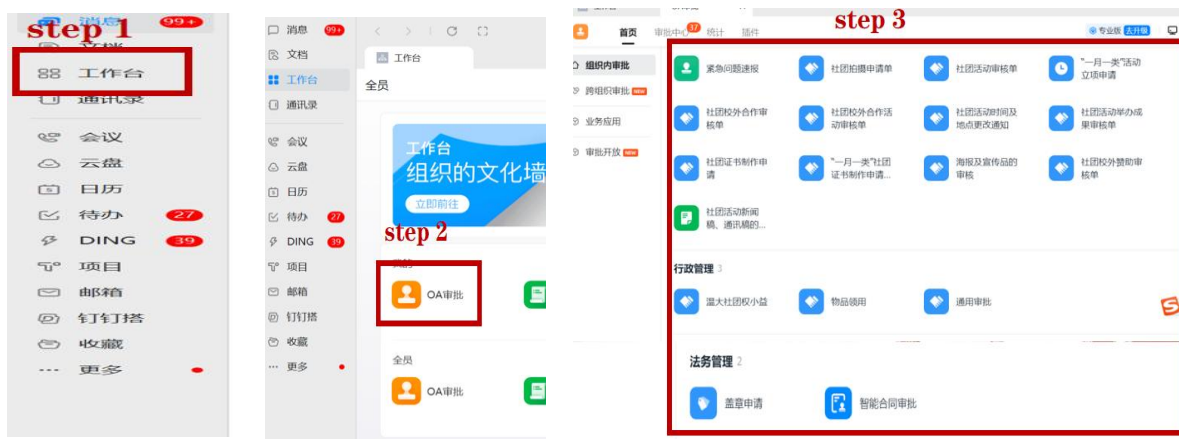 step 1
消息 99+
文档
工作台
通讯录
会议
云盘
日历
待办 27
DING 39
项目
邮箱
钉钉搭
收藏
更多
消息 99+
文档
工作台
通讯录
会议
云盘
日历
待办 27
DING 39
项目
邮箱
钉钉搭
收藏
更多
工作台
全员
工作台
组织的文化墙
立即前往
step 2
我的
OA审批
全员
OA审批
step 3
首页
审批中心 37
统计
插件
专业版 去升级
组织内审批
跨组织审批 NEW
业务应用
审批开放 NEW
紧急问题速报
社团拍摄申请单
社团活动审核单
"一月一类"活动
立项申请
社团校外合作审
核单
社团校外合作活
动审核单
社团活动时间及
地点更改通知
社团活动举办成
果审核单
社团证书制作申
请
"一月一类"社团
证书制作申请...
海报及宣传品的
审核
社团校外赞助审
核单
社团活动新闻
稿、通讯稿的...
行政管理 3
温大社团权小益
物品领用
通用审批
法务管理 2
盖章申请
智能合同审批